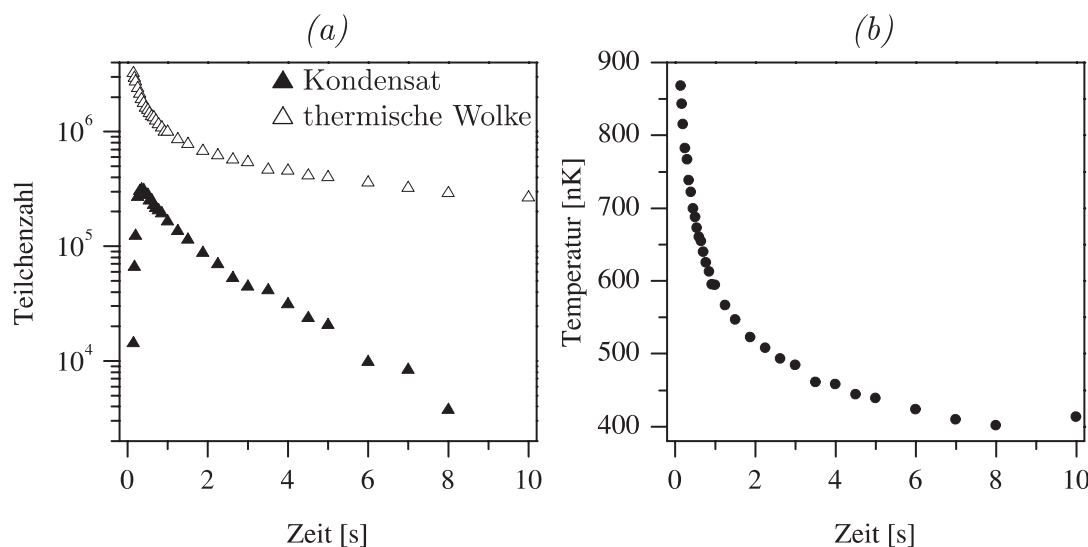 (a)
Kondensat
thermische Wolke
10^6
10^5
10^4
Teilchenzahl
0 2 4 6 8 10
Zeit [s]
(b)
900
800
700
600
500
400
Temperatur [nK]
0 2 4 6 8 10
Zeit [s]